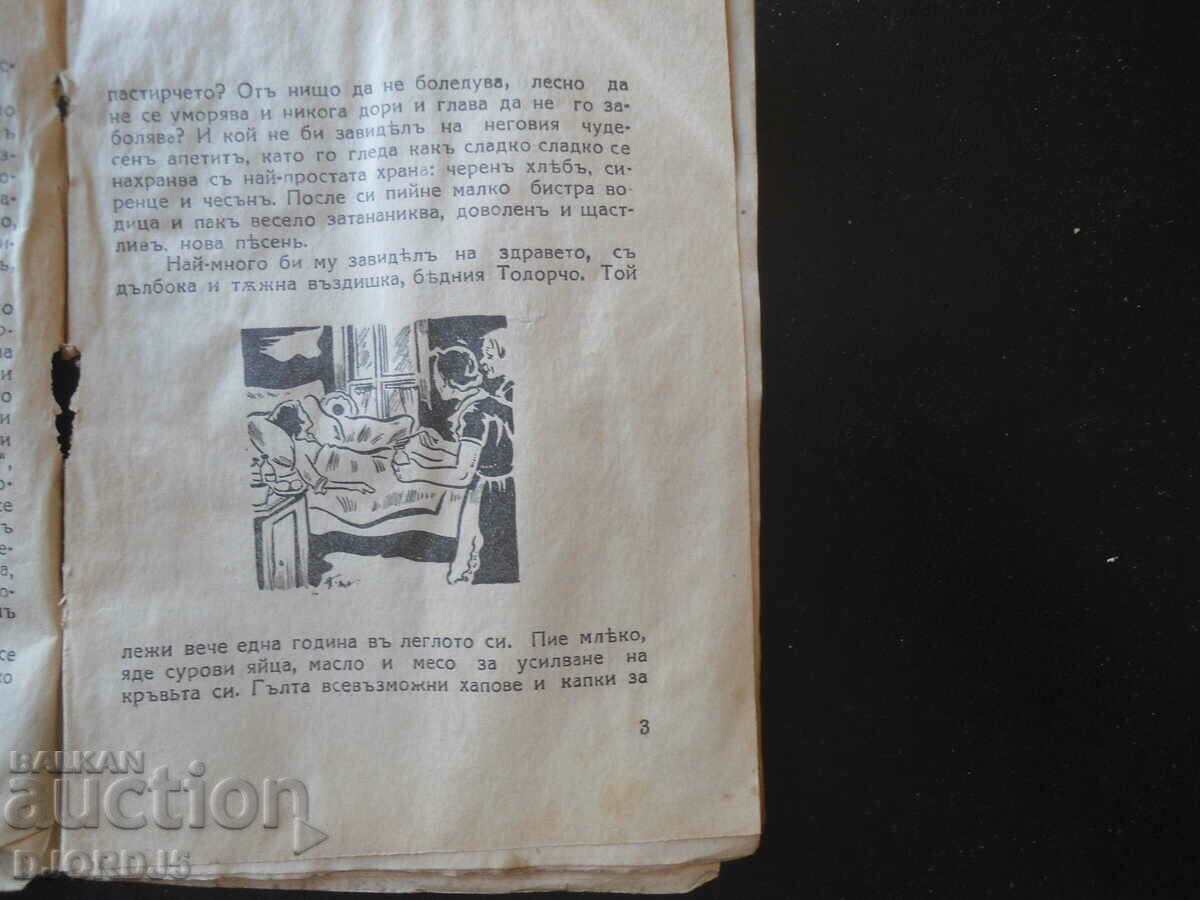 пастирчето? Отъ нищо да не боледува, лесно да
не се уморява и никога дори и глава да не го за-
болява? И кой не би завидѣлъ на неговия чуде-
сенъ апетитъ, като го гледа какъ сладко сладко се
нахранва съ най-простата храна: черенъ хлѣбъ, си-
ренце и чесънъ. После си пийне малко бистра во-
дица и пакъ весело затананиква, доволенъ и щаст-
ливъ. нова пѣсень.
Най-много би му завидѣлъ на здравето, съ
дълбока и тѫжна въздишка, бѣдния Тодорчо. Той
лежи вече една година въ леглото си. Пие млѣко,
яде сурови яйца, масло и месо за усилване на
кръвьта си. Гълта всевъзможни хапове и капки за
3
BALKAN
auction
DJORDJ5